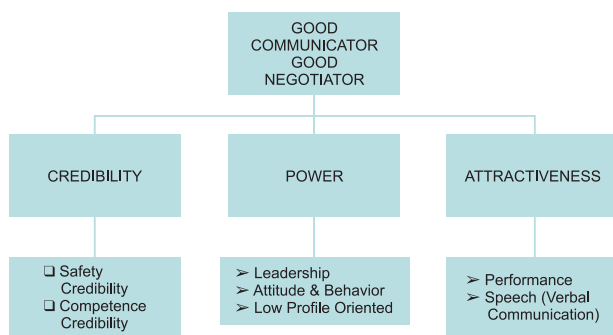 GOOD
COMMUNICATOR
GOOD
NEGOTIATOR
CREDIBILITY
POWER
ATTRACTIVENESS
❑ Safety
Credibility
❑ Competence
Credibility
➢ Leadership
➢ Attitude & Behavior
➢ Low Profile Oriented
➢ Performance
➢ Speech (Verbal
Communication)